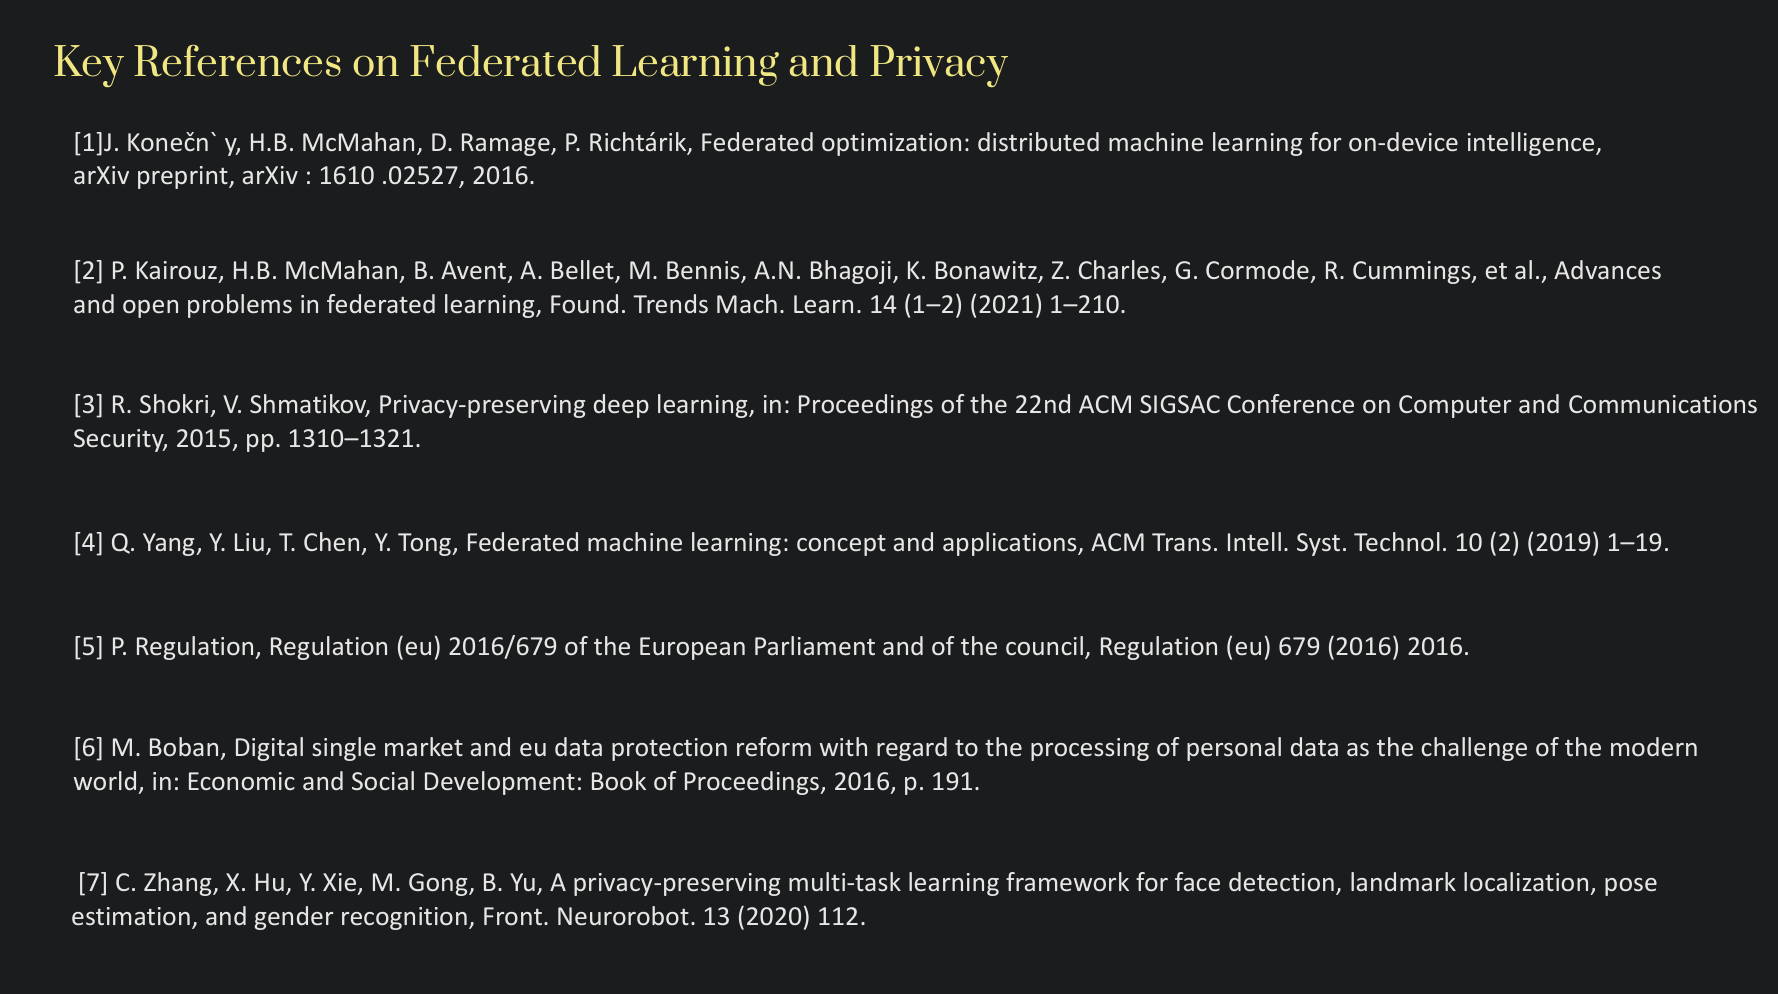 Key References on Federated Learning and Privacy
[1]J. Konečn` y, H.B. McMahan, D. Ramage, P. Richtárik, Federated optimization: distributed machine learning for on-device intelligence,
arXiv preprint, arXiv : 1610 .02527, 2016.
[2] P. Kairouz, H.B. McMahan, B. Avent, A. Bellet, M. Bennis, A.N. Bhagoji, K. Bonawitz, Z. Charles, G. Cormode, R. Cummings, et al., Advances
and open problems in federated learning, Found. Trends Mach. Learn. 14 (1–2) (2021) 1–210.
[3] R. Shokri, V. Shmatikov, Privacy-preserving deep learning, in: Proceedings of the 22nd ACM SIGSAC Conference on Computer and Communications
Security, 2015, pp. 1310–1321.
[4] Q. Yang, Y. Liu, T. Chen, Y. Tong, Federated machine learning: concept and applications, ACM Trans. Intell. Syst. Technol. 10 (2) (2019) 1–19.
[5] P. Regulation, Regulation (eu) 2016/679 of the European Parliament and of the council, Regulation (eu) 679 (2016) 2016.
[6] M. Boban, Digital single market and eu data protection reform with regard to the processing of personal data as the challenge of the modern
world, in: Economic and Social Development: Book of Proceedings, 2016, p. 191.
[7] C. Zhang, X. Hu, Y. Xie, M. Gong, B. Yu, A privacy-preserving multi-task learning framework for face detection, landmark localization, pose
estimation, and gender recognition, Front. Neurorobot. 13 (2020) 112.